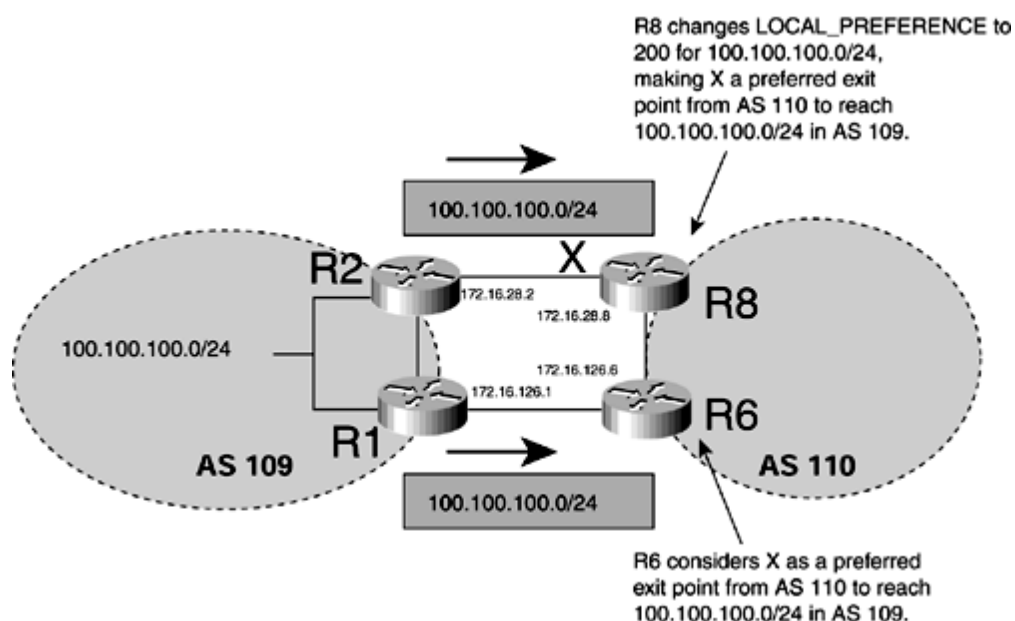 R8 changes LOCAL_PREFERENCE to
200 for 100.100.100.0/24,
making X a preferred exit
point from AS 110 to reach
100.100.100.0/24 in AS 109.
100.100.100.0/24
R2
X
R8
172.16.28.2
172.16.28.8
100.100.100.0/24
172.16.126.6
172.16.126.1
R1
R6
AS 109
AS 110
100.100.100.0/24
R6 considers X as a preferred
exit point from AS 110 to reach
100.100.100.0/24 in AS 109.